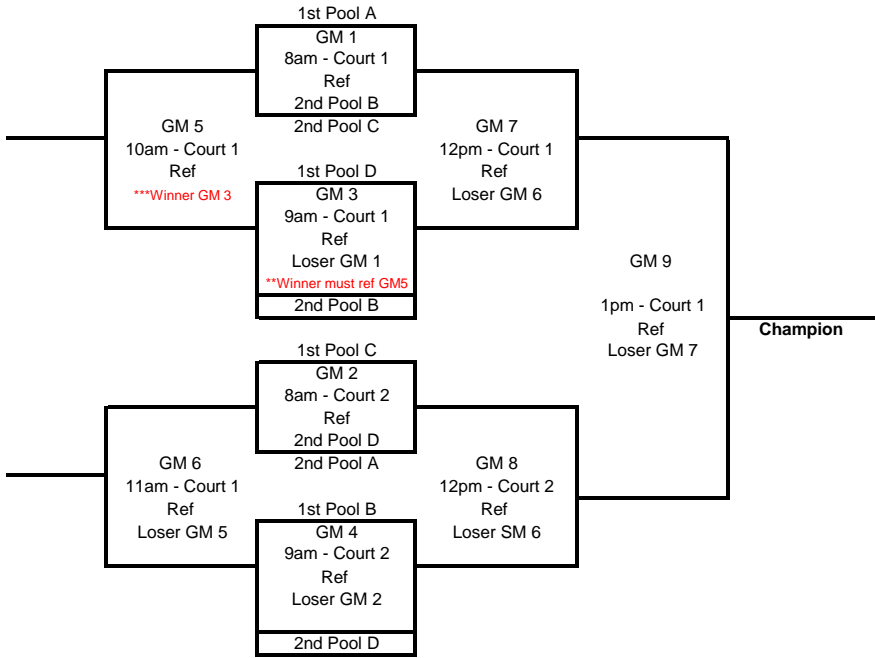 1st Pool A
GM 1
8am - Court 1
Ref
2nd Pool B
2nd Pool C
GM 5
10am - Court 1
Ref
***Winner GM 3
GM 7
12pm - Court 1
Ref
Loser GM 6
1st Pool D
GM 3
9am - Court 1
Ref
Loser GM 1
**Winner must ref GM5
2nd Pool B
GM 9
1pm - Court 1
Ref
Loser GM 7
Champion
1st Pool C
GM 2
8am - Court 2
Ref
2nd Pool D
2nd Pool A
GM 6
11am - Court 1
Ref
Loser GM 5
GM 8
12pm - Court 2
Ref
Loser SM 6
1st Pool B
GM 4
9am - Court 2
Ref
Loser GM 2
2nd Pool D